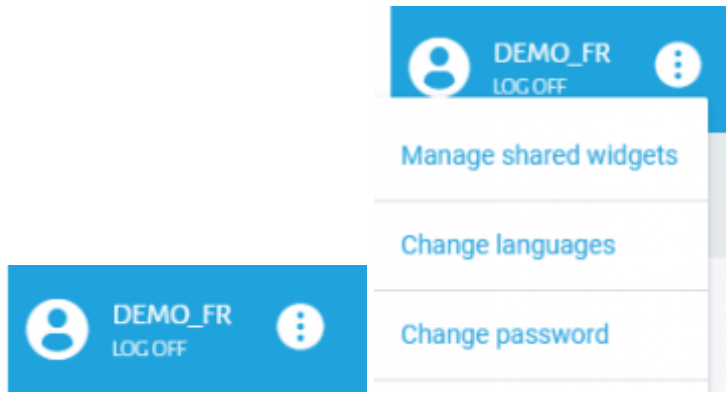 DEMO_FR
LOG OFF
DEMO_FR
LOG OFF
Manage shared widgets
Change languages
Change password